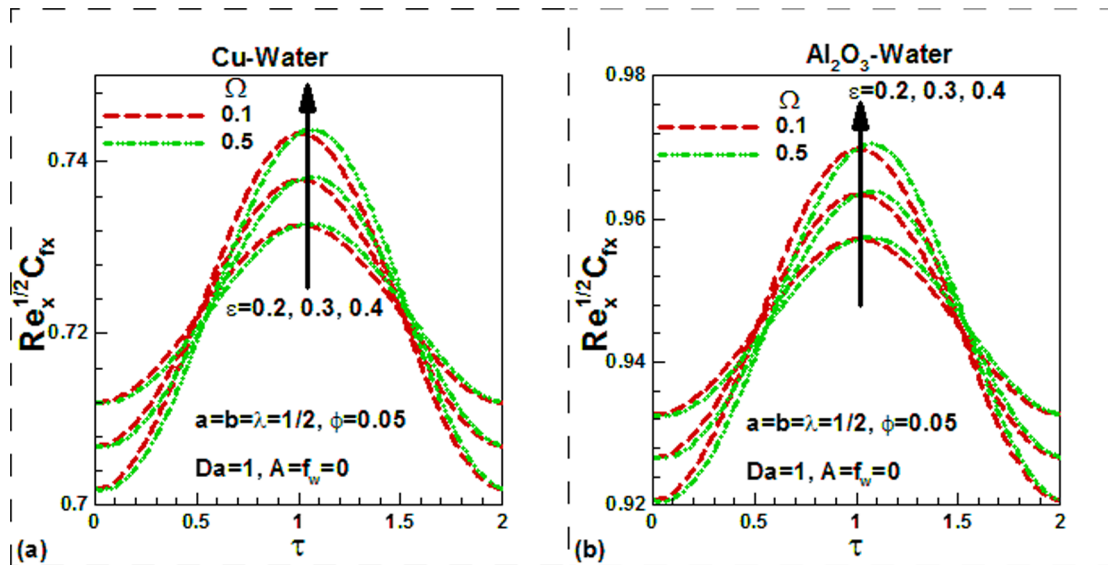 Cu-Water
Ω
0.1
0.5
ε=0.2, 0.3, 0.4
a=b=λ=1/2, ϕ=0.05
Da=1, A=f_w=0
Re_x^1/2 C_fx
0.74
0.72
0.7
0
0.5
1
1.5
2
τ
(a)
Al₂O₃-Water
Ω
0.1
0.5
ε=0.2, 0.3, 0.4
a=b=λ=1/2, ϕ=0.05
Da=1, A=f_w=0
Re_x^1/2 C_fx
0.98
0.96
0.94
0.92
0
0.5
1
1.5
2
τ
(b)